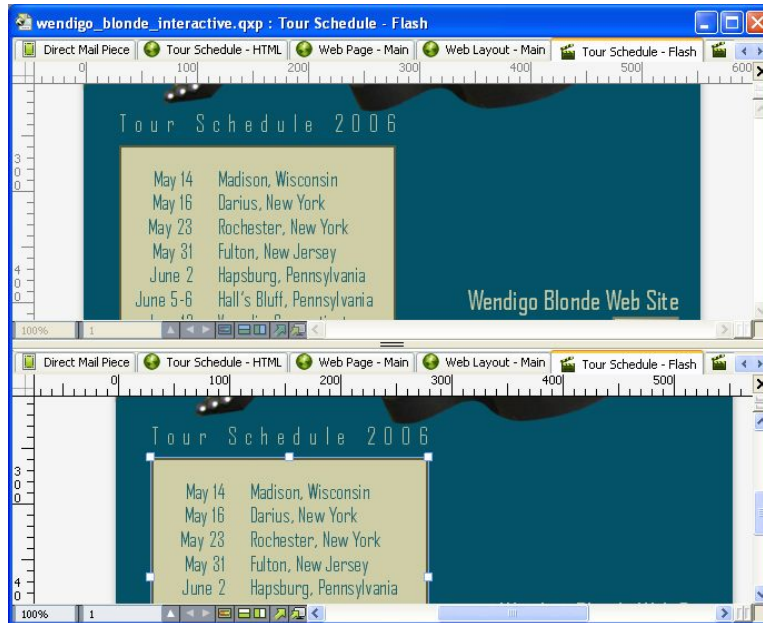 wendigo_blonde_interactive.qxp : Tour Schedule - Flash
Direct Mail Piece Tour Schedule - HTML Web Page - Main Web Layout - Main Tour Schedule - Flash
0 100 200 300 400 500 600
Tour Schedule 2006
300
May 14 Madison, Wisconsin
May 16 Darius, New York
May 23 Rochester, New York
May 31 Fulton, New Jersey
400
June 2 Hapsburg, Pennsylvania
June 5-6 Hall's Bluff, Pennsylvania
Wendigo Blonde Web Site
100% 1
Direct Mail Piece Tour Schedule - HTML Web Page - Main Web Layout - Main Tour Schedule - Flash
0 100 200 300 400 500
Tour Schedule 2006
300
May 14 Madison, Wisconsin
May 16 Darius, New York
May 23 Rochester, New York
May 31 Fulton, New Jersey
June 2 Hapsburg, Pennsylvania
40
100% 1